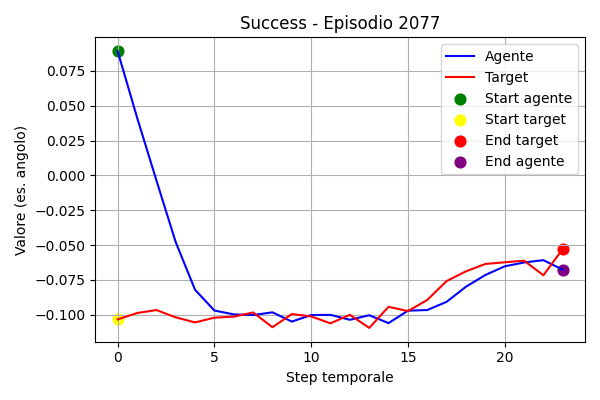 Success - Episodio 2077
Valore (es. angolo)
0.075
0.050
0.025
0.000
−0.025
−0.050
−0.075
−0.100
Agente
Target
Start agente
Start target
End target
End agente
0 5 10 15 20
Step temporale